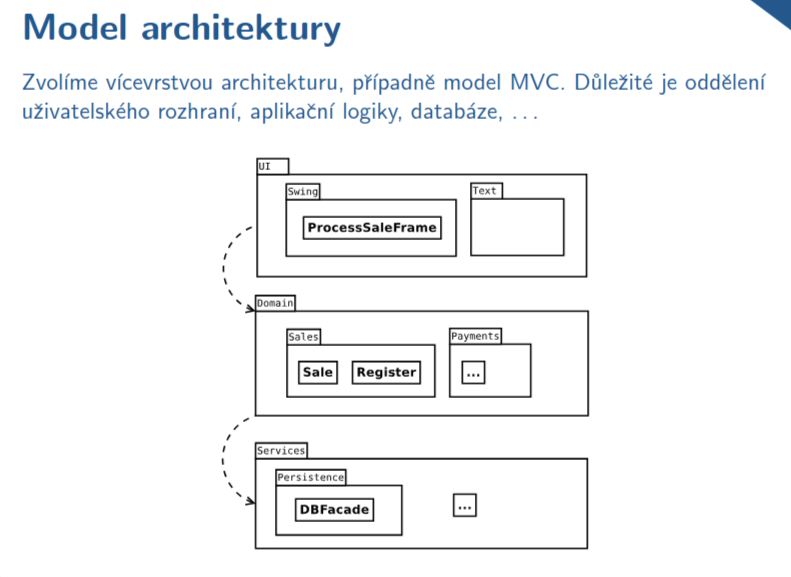 Model architektury
Zvolíme vícevrstvou architekturu, případně model MVC. Důležité je oddělení
uživatelského rozhraní, aplikační logiky, databáze, . . .
UI
Swing
Text
ProcessSaleFrame
Domain
Sales
Payments
Sale
Register
...
Services
Persistence
DBFacade
...